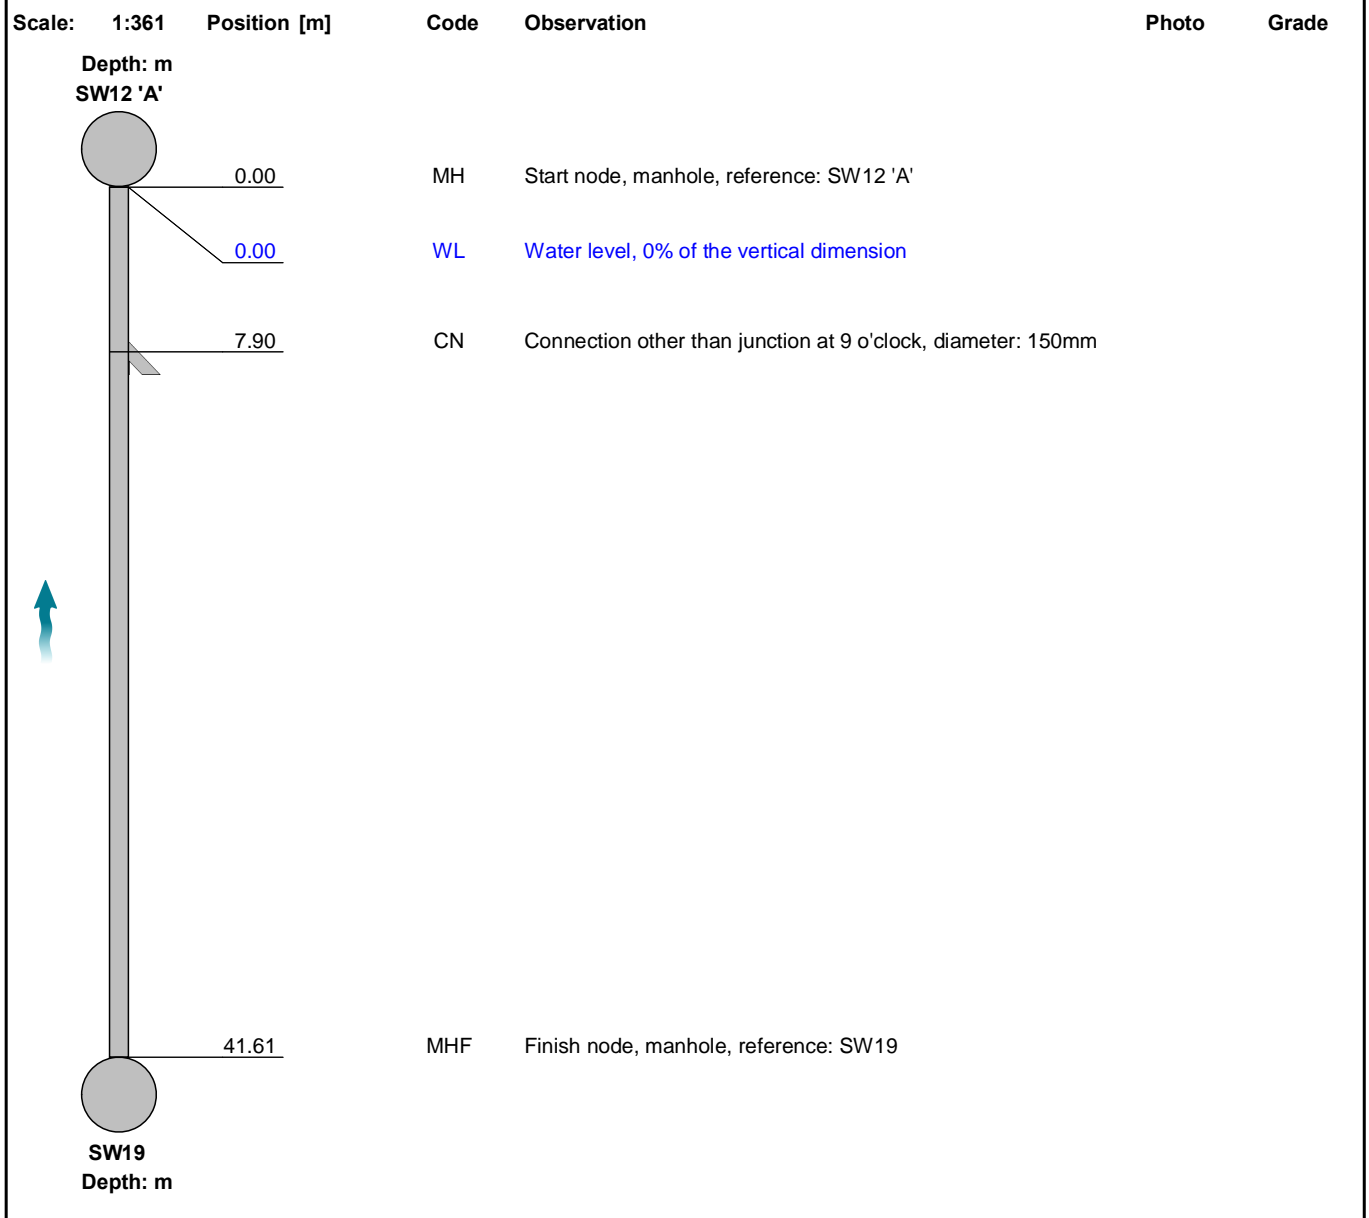 Scale: 1:361 Position [m] Code Observation Photo Grade
Depth: m
SW12 'A'
0.00 MH Start node, manhole, reference: SW12 'A'
0.00 WL Water level, 0% of the vertical dimension
7.90 CN Connection other than junction at 9 o'clock, diameter: 150mm
41.61 MHF Finish node, manhole, reference: SW19
SW19
Depth: m